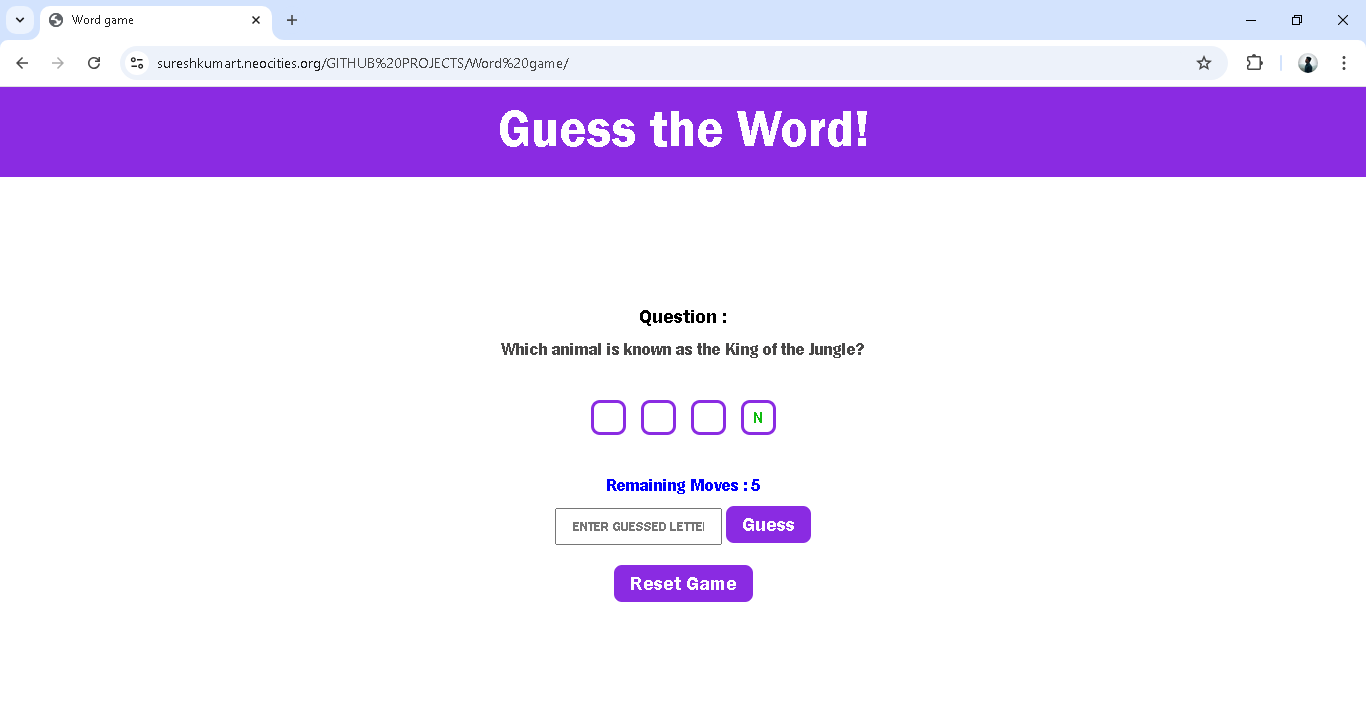 Word game
sureshkumart.neocities.org/GITHUB%20PROJECTS/Word%20game/
Guess the Word!
Question :
Which animal is known as the King of the Jungle?
N
Remaining Moves : 5
ENTER GUESSED LETTE
Guess
Reset Game